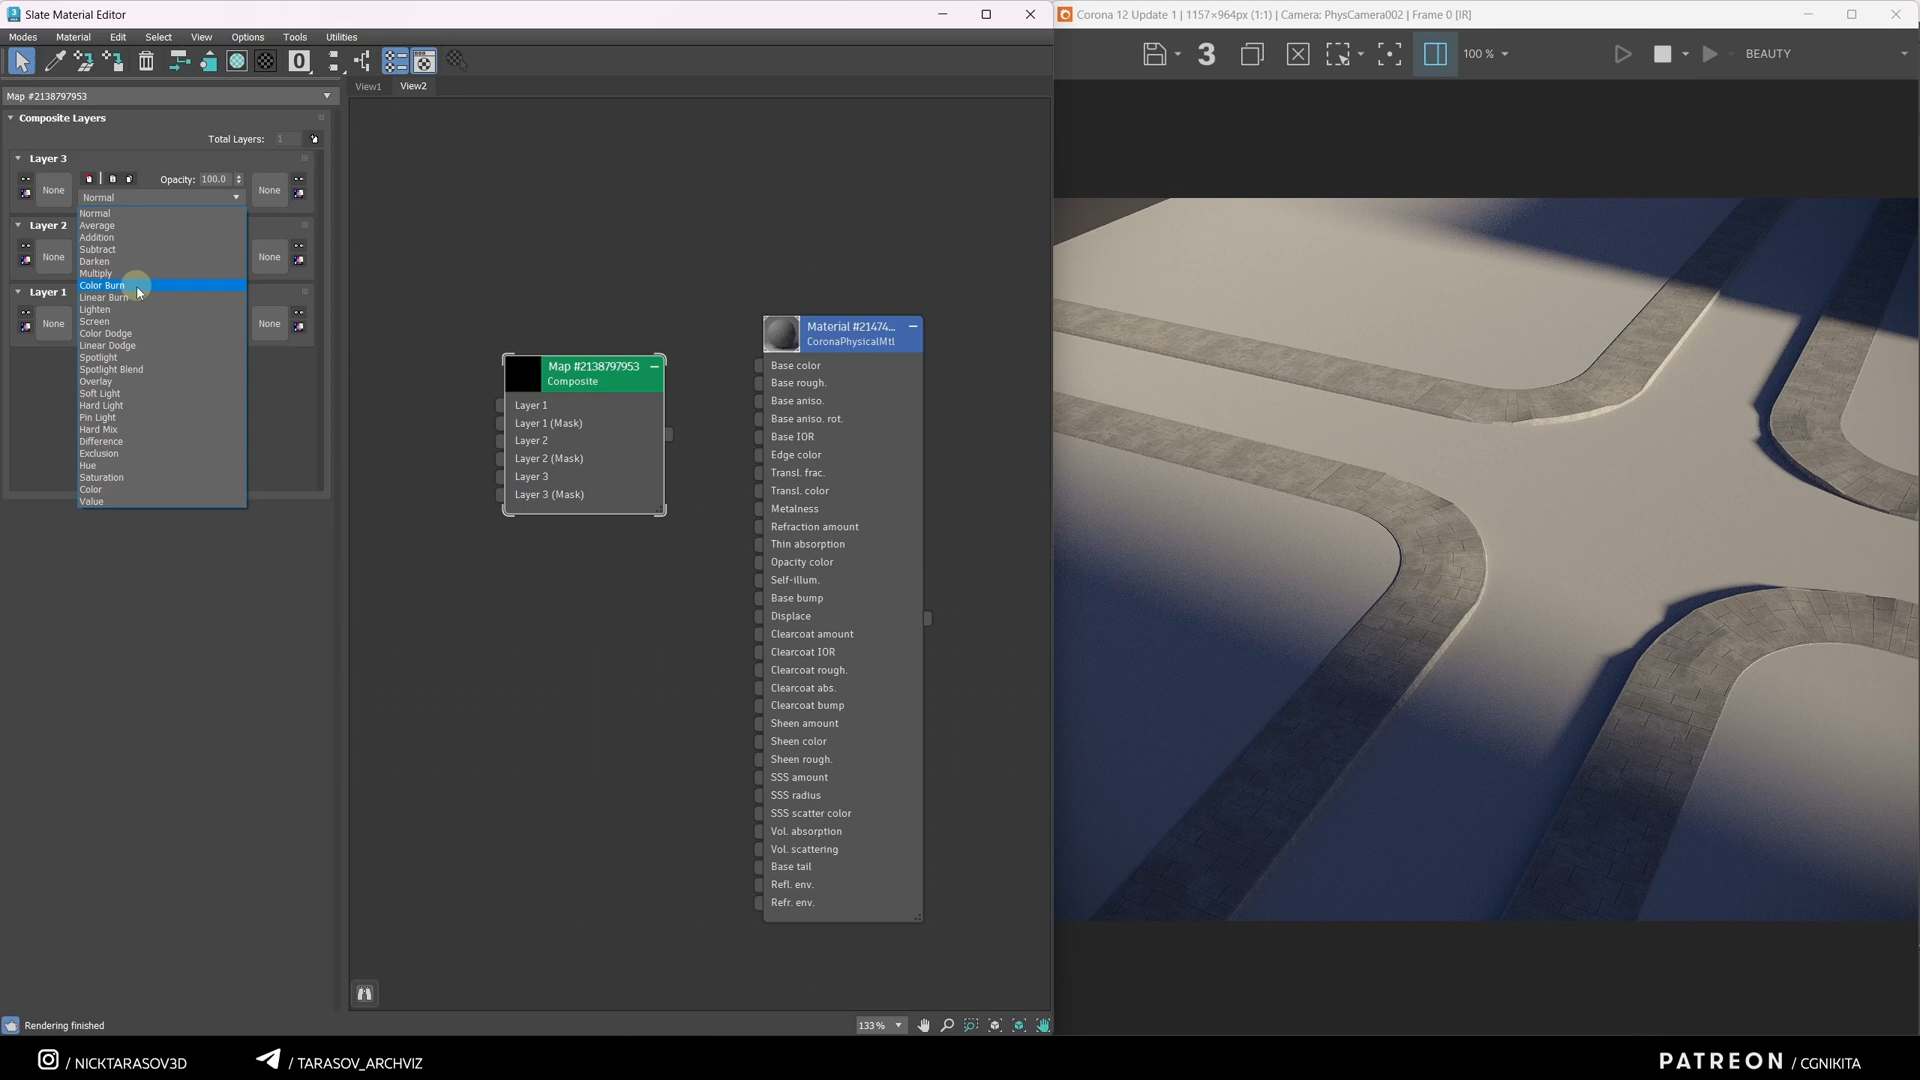 Slate Material Editor
Modes Material Edit Select View Options Tools Utilities
Map #2138797953
Composite Layers
Total Layers: 1
Layer 3
None
Opacity: 100.0
None
Normal
Normal
Average
Addition
Subtract
Darken
Multiply
Color Burn
Linear Burn
Lighten
Screen
Color Dodge
Linear Dodge
Spotlight
Spotlight Blend
Overlay
Soft Light
Hard Light
Pin Light
Hard Mix
Difference
Exclusion
Hue
Saturation
Color
Value
Layer 2
None
None
Layer 1
None
None
View1 View2
Map #2138797953
Composite
Layer 1
Layer 1 (Mask)
Layer 2
Layer 2 (Mask)
Layer 3
Layer 3 (Mask)
Material #21474...
CoronaPhysicalMtl
Base color
Base rough.
Base aniso.
Base aniso. rot.
Base IOR
Edge color
Transl. frac.
Transl. color
Metalness
Refraction amount
Thin absorption
Opacity color
Self-illum.
Base bump
Displace
Clearcoat amount
Clearcoat IOR
Clearcoat rough.
Clearcoat abs.
Clearcoat bump
Sheen amount
Sheen color
Sheen rough.
SSS amount
SSS radius
SSS scatter color
Vol. absorption
Vol. scattering
Base tail
Refl. env.
Refr. env.
Rendering finished
133 %
Corona 12 Update 1 | 1157×964px (1:1) | Camera: PhysCamera002 | Frame 0 [IR]
3
100 %
BEAUTY
/ NICKTARASOV3D
/ TARASOV_ARCHVIZ
PATREON / CGNIKITA